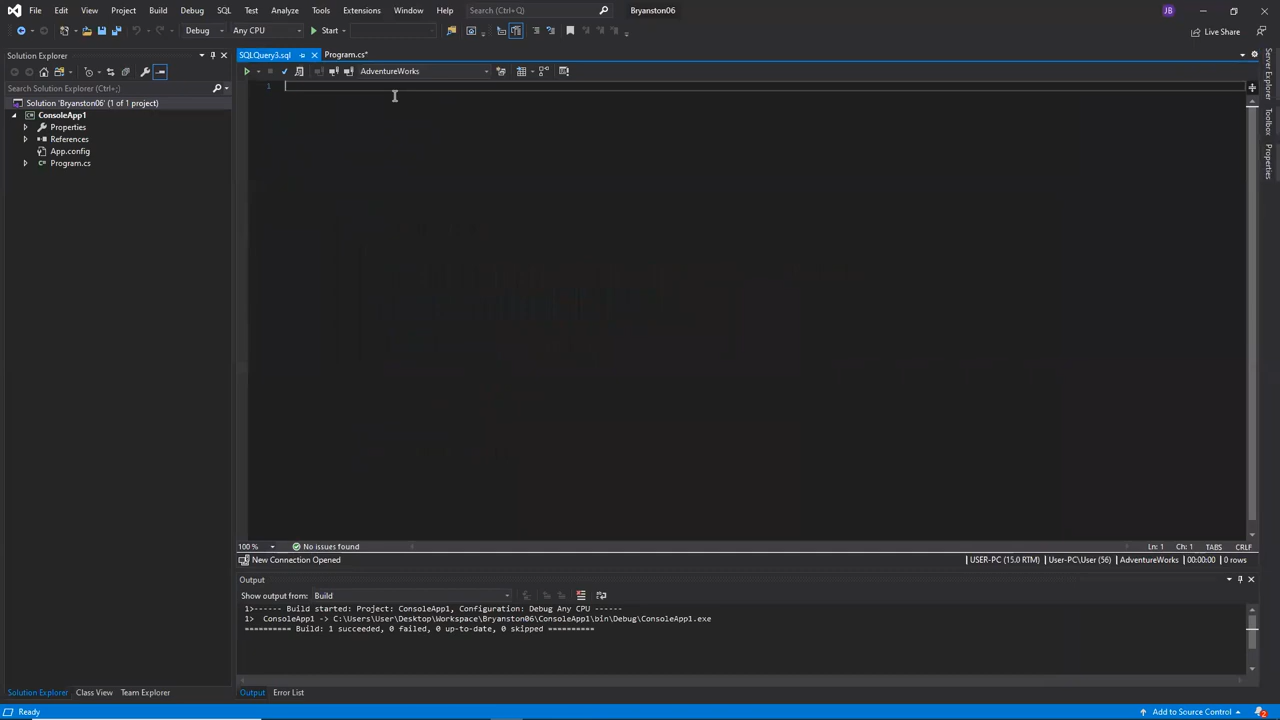 File Edit View Project Build Debug SQL Test Analyze Tools Extensions Window Help Search (Ctrl+Q) Bryanston06 JB
Debug Any CPU Start Live Share
Solution Explorer
SQLQuery3.sql Program.cs*
AdventureWorks
Search Solution Explorer (Ctrl+;)
1
Solution 'Bryanston06' (1 of 1 project)
ConsoleApp1
Properties
References
App.config
Program.cs
Server Explorer
Toolbox
Properties
100 % No issues found Ln: 1 Ch: 1 TABS CRLF
New Connection Opened USER-PC (15.0 RTM) User-PC\User (56) AdventureWorks 00:00:00 0 rows
Output
Show output from: Build
1>------ Build started: Project: ConsoleApp1, Configuration: Debug Any CPU ------
1> ConsoleApp1 -> C:\Users\User\Desktop\Workspace\Bryanston06\ConsoleApp1\bin\Debug\ConsoleApp1.exe
========== Build: 1 succeeded, 0 failed, 0 up-to-date, 0 skipped ==========
Solution Explorer Class View Team Explorer Output Error List
Ready Add to Source Control 2